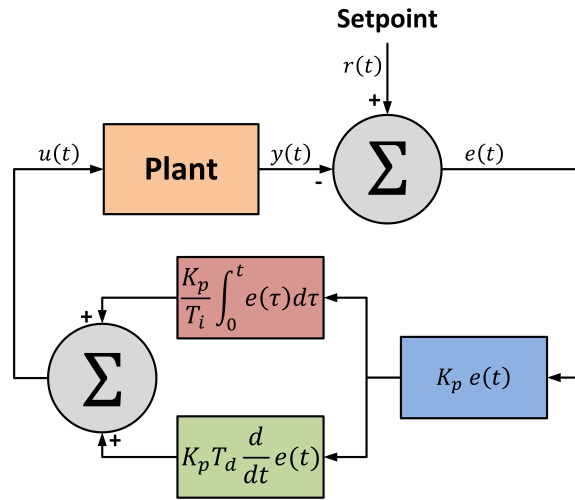 Setpoint
r(t)
+
u(t)
Plant
y(t)
-
Σ
e(t)
K_p/T_i ∫_0^t e(τ)dτ
+
Σ
K_p e(t)
+
K_p T_d d/dt e(t)